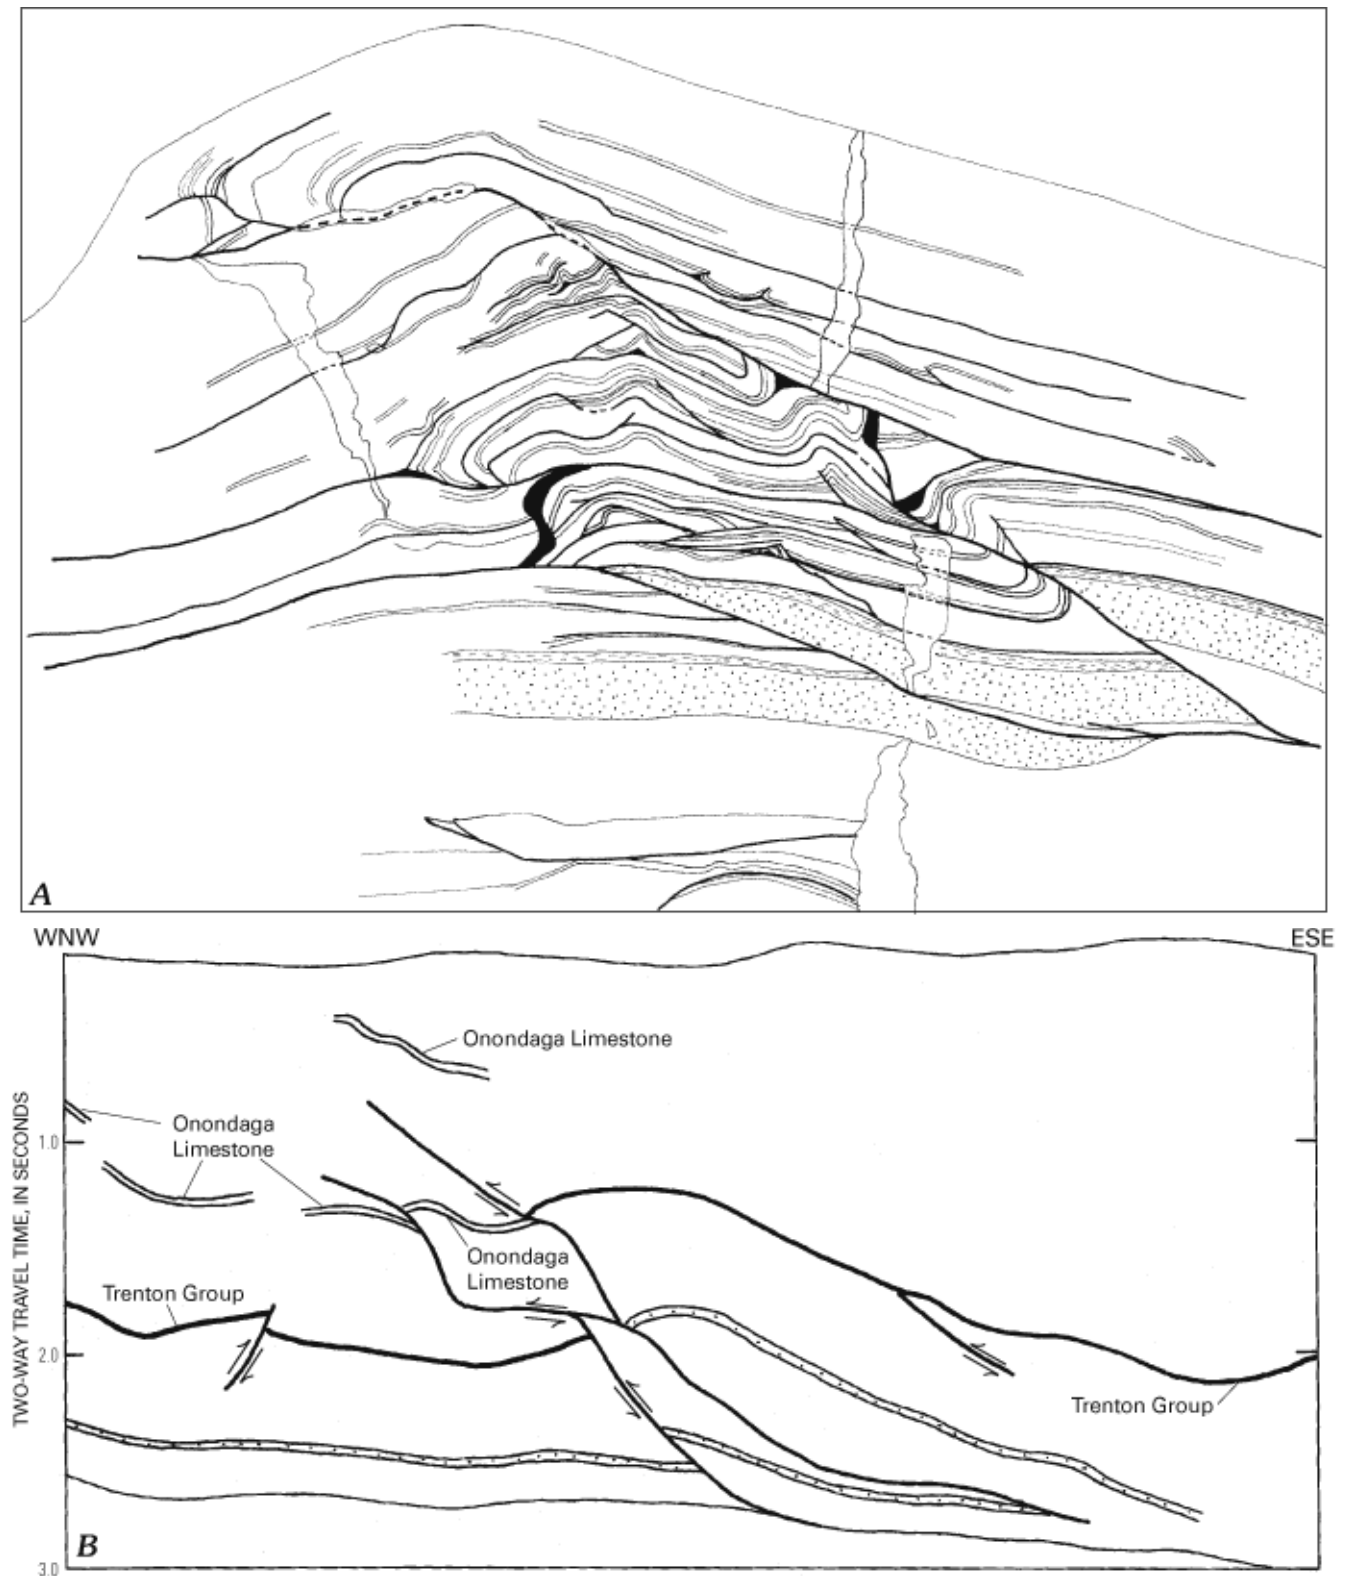 A
WNW
ESE
Onondaga Limestone
Onondaga
Limestone
1.0
Onondaga
Limestone
Trenton Group
2.0
Trenton Group
TWO-WAY TRAVEL TIME, IN SECONDS
B
3.0